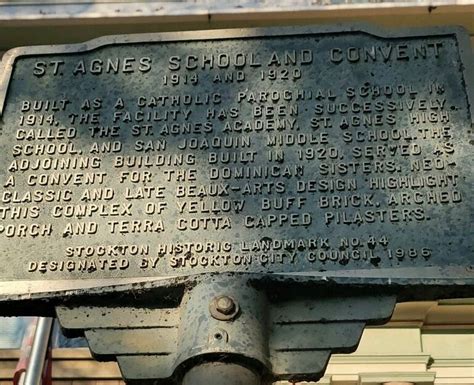 ST. AGNES SCHOOL AND CONVENT
1914 AND 1920
BUILT AS A CATHOLIC PAROCHIAL SCHOOL IN
1914, THE FACILITY HAS BEEN SUCCESSIVELY
CALLED THE ST. AGNES ACADEMY, ST. AGNES HIGH
SCHOOL, AND SAN JOAQUIN MIDDLE SCHOOL. THE
ADJOINING BUILDING BUILT IN 1920, SERVED AS
A CONVENT FOR THE DOMINICAN SISTERS. NEO-
CLASSIC AND LATE BEAUX-ARTS DESIGN HIGHLIGHT
THIS COMPLEX OF YELLOW BUFF BRICK, ARCHED
PORCH AND TERRA COTTA CAPPED PILASTERS.
STOCKTON HISTORIC LANDMARK NO. 44
DESIGNATED BY STOCKTON CITY COUNCIL 1986